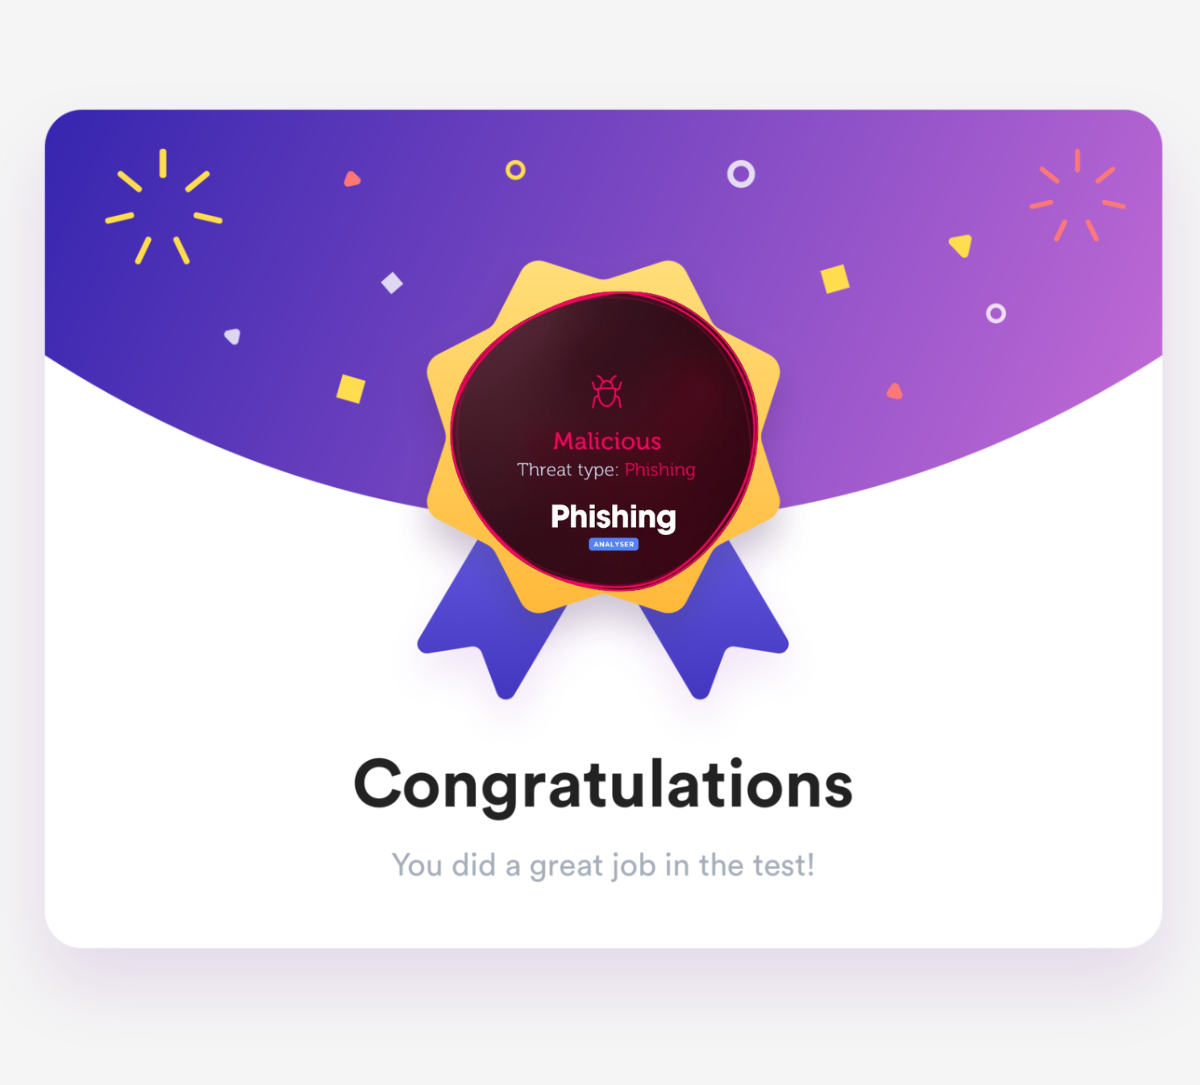 Malicious
Threat type: Phishing
Phishing
ANALYSER
Congratulations
You did a great job in the test!